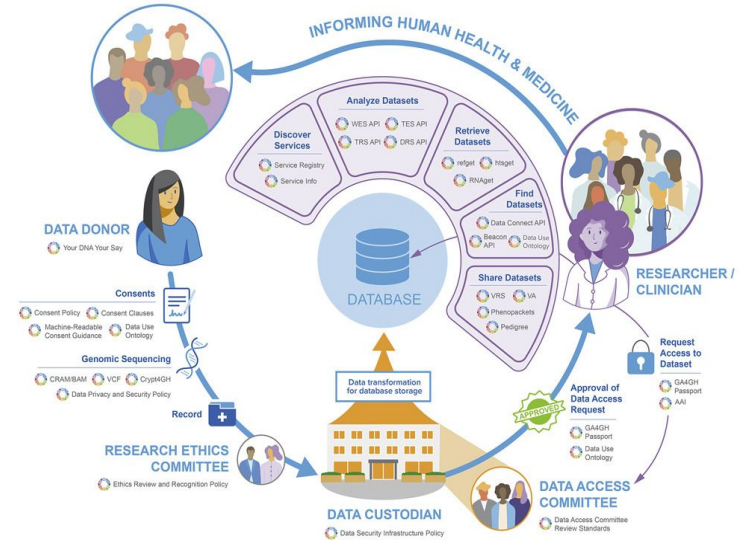 INFORMING HUMAN HEALTH & MEDICINE
Analyze Datasets
WES API
TES API
TRS API
DRS API
Discover
Services
Service Registry
Service Info
Retrieve
Datasets
refget
htsget
RNAget
Find
Datasets
Data Connect API
Beacon
API
Data Use
Ontology
Share Datasets
VRS
VA
Phenopackets
Pedigree
DATABASE
DATA DONOR
Your DNA Your Say
Consents
Consent Policy
Consent Clauses
Machine-Readable
Consent Guidance
Data Use
Ontology
Genomic Sequencing
CRAM/BAM
VCF
Crypt4GH
Data Privacy and Security Policy
Record
RESEARCH ETHICS
COMMITTEE
Ethics Review and Recognition Policy
Data transformation
for database storage
DATA CUSTODIAN
Data Security Infrastructure Policy
RESEARCHER /
CLINICIAN
Request
Access to
Dataset
GA4GH
Passport
AAI
APPROVED
Approval of
Data Access
Request
GA4GH
Passport
Data Use
Ontology
DATA ACCESS
COMMITTEE
Data Access Committee
Review Standards